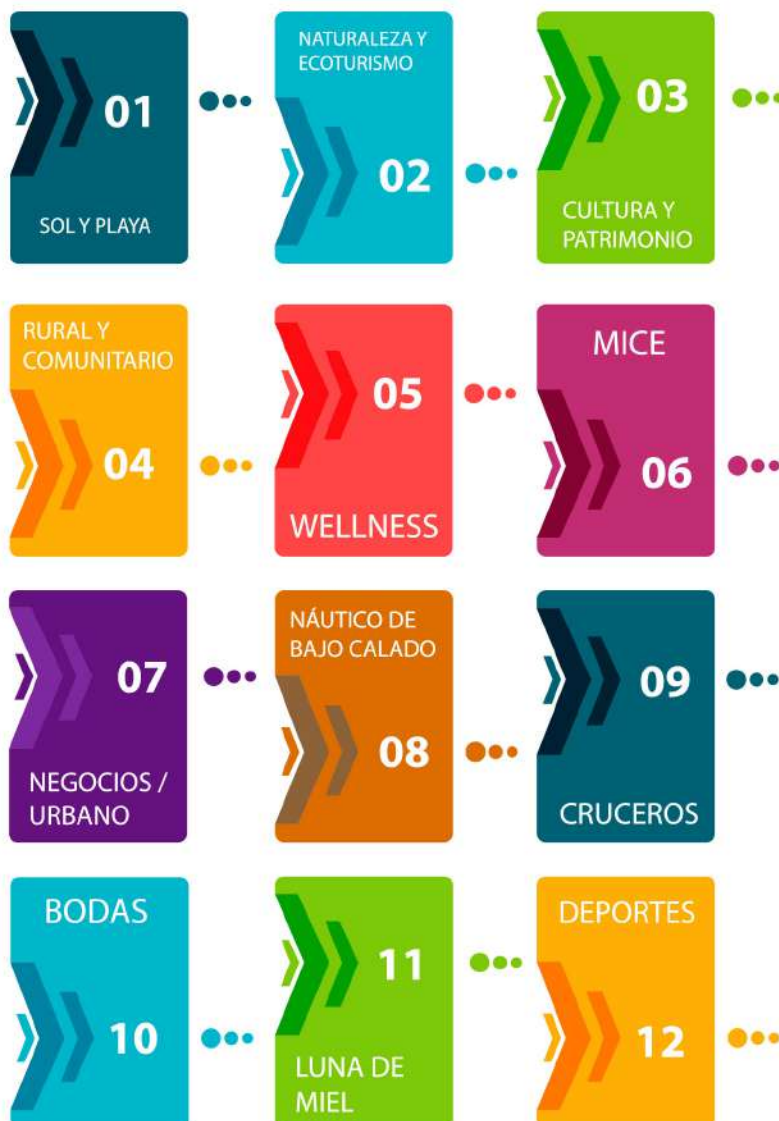 01
SOL Y PLAYA
NATURALEZA Y
ECOTURISMO
02
03
CULTURA Y
PATRIMONIO
RURAL Y
COMUNITARIO
04
05
WELLNESS
MICE
06
07
NEGOCIOS /
URBANO
NÁUTICO DE
BAJO CALADO
08
09
CRUCEROS
BODAS
10
11
LUNA DE
MIEL
DEPORTES
12